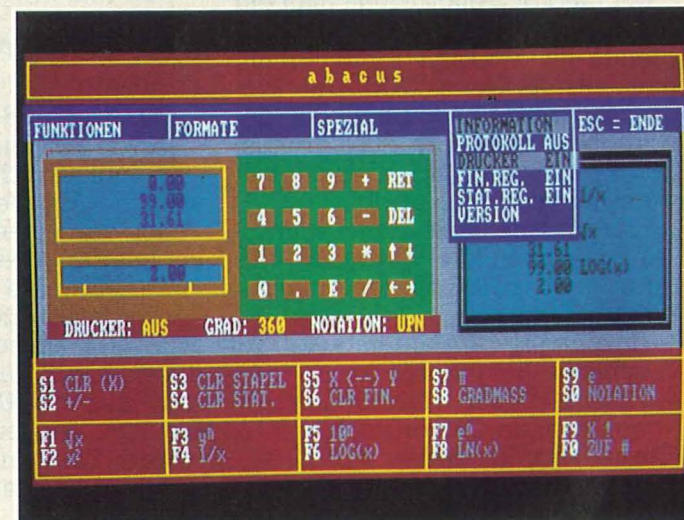 abacus
FUNKTIONEN FORMATE SPEZIAL INFORMATION ESC = ENDE
PROTOKOLL AUS
DRUCKER EIN
FIN.REG. EIN
STAT.REG. EIN
VERSION
0.00
99.00
31.61
2.00
7 8 9 + RET
4 5 6 - DEL
1 2 3 * ↑↓
0 . E / ←→
1/x
√x
31.61
99.00 LOG(x)
2.00
DRUCKER: AUS GRAD: 360 NOTATION: UPN
S1 CLR (X) S3 CLR STAPEL S5 X <--> Y S7 π S9 e
S2 +/- S4 CLR STAT. S6 CLR FIN. S8 GRADMASS S0 NOTATION
F1 √x F3 yⁿ F5 10ⁿ F7 eⁿ F9 X !
F2 x² F4 1/x F6 LOG(x) F8 LN(x) F0 ZUF #